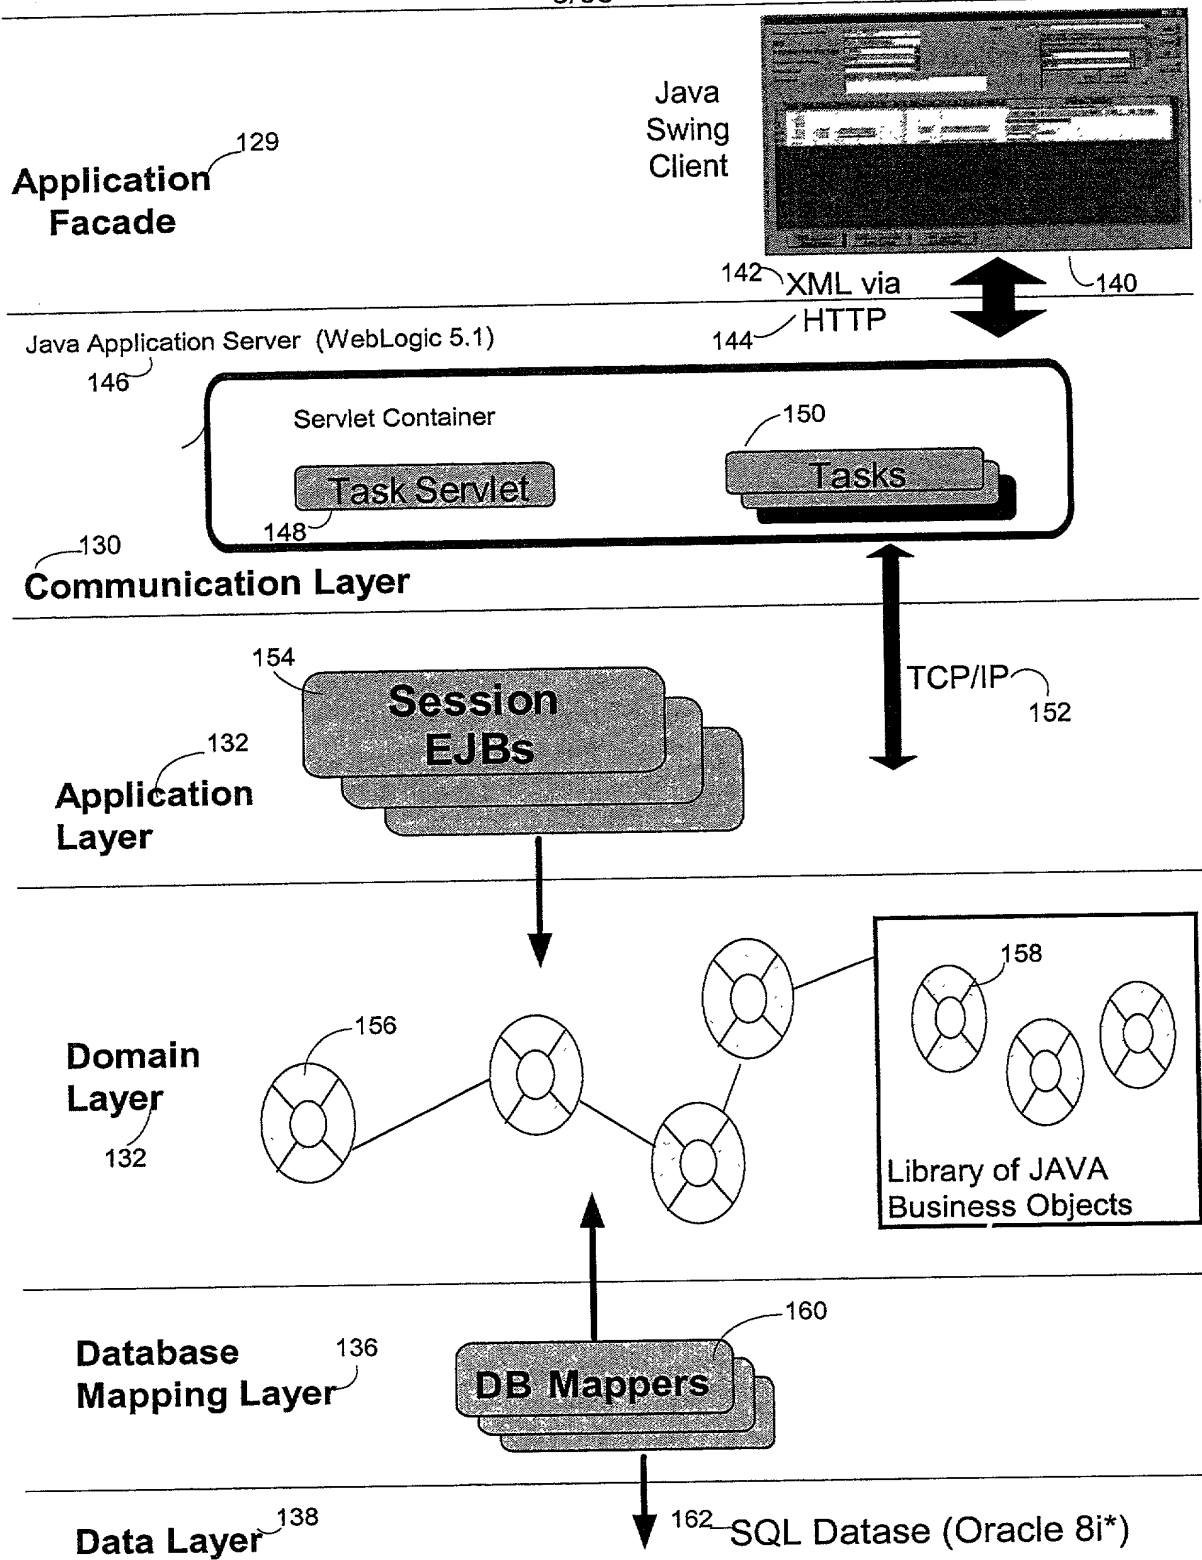 Java
Swing
Client
129
Application
Facade
142
XML via
140
HTTP
144
Java Application Server (WebLogic 5.1)
146
Servlet Container
150
Task Servlet
Tasks
148
130
Communication Layer
154
Session
EJBs
TCP/IP
152
132
Application
Layer
158
156
Domain
Layer
132
Library of JAVA
Business Objects
160
Database
Mapping Layer
136
DB Mappers
138
Data Layer
162
SQL Datase (Oracle 8i*)